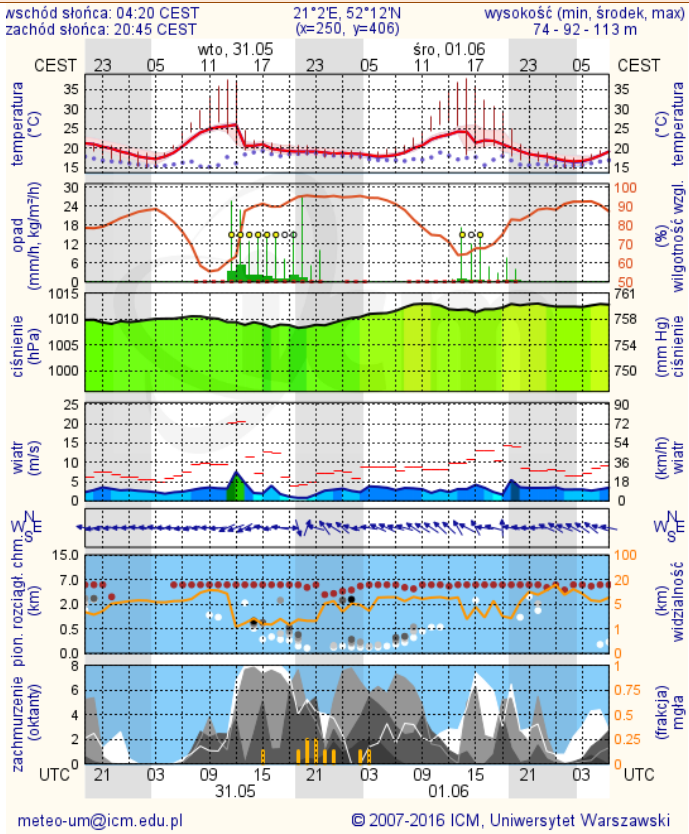 wschód słońca: 04:20 CEST 21°2'E, 52°12'N wysokość (min, środek, max)
zachód słońca: 20:45 CEST (x=250, y=406) 74 - 92 - 113 m
wto, 31.05 śro, 01.06
CEST 23 05 11 17 23 05 11 17 23 05 CEST
temperatura (°C)
35 30 25 20 15
35 30 25 20 15
temperatura (°C)
opad (mm/h, kg/m²/h)
30 24 18 12 6 0
100 90 80 70 60 50
wilgotność wzgl. (%)
ciśnienie (hPa)
1015 1010 1005 1000
761 758 754 750
(mm Hg) ciśnienie
wiatr (m/s)
25 20 15 10 5 0
90 72 54 36 18 0
(km/h) wiatr
N W E S
N W E S
pion. rozciągł. chm. (km)
15.0 7.0 2.0 0.5 0.0
100 20 5 1 0
(km) widzialność
zachmurzenie (oktanty)
8 6 4 2 0
1 0.75 0.5 0.25 0
(frakcja) mgła
UTC 21 03 09 15 21 03 09 15 21 03 UTC
31.05 01.06
meteo-um@icm.edu.pl © 2007-2016 ICM, Uniwersytet Warszawski